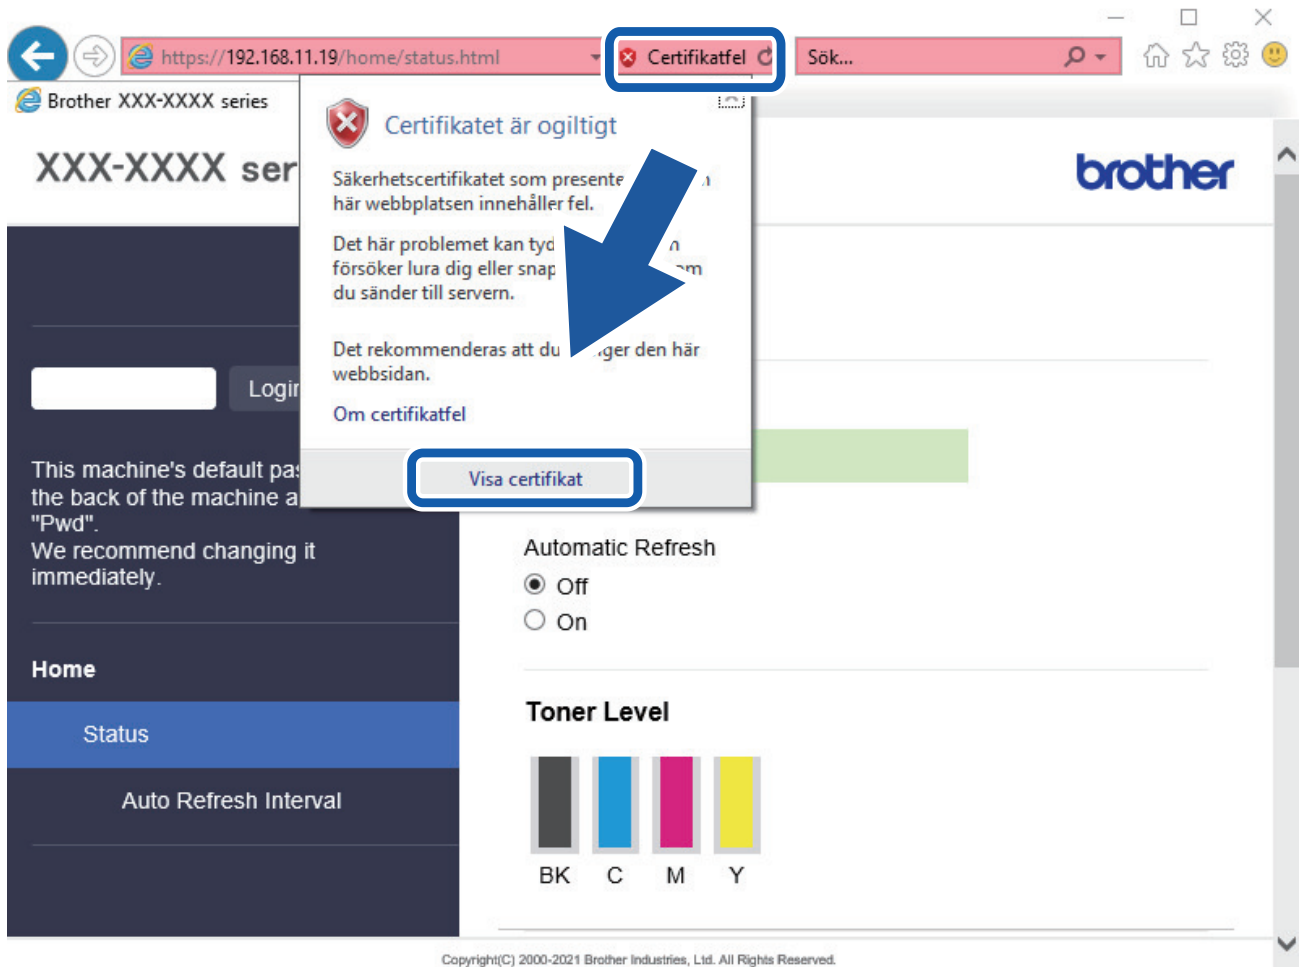 https://192.168.11.19/home/status.html
Certifikatfel
Sök...
Brother XXX-XXXX series
XXX-XXXX ser
brother
Certifikatet är ogiltigt
Säkerhetscertifikatet som presente
här webbplatsen innehåller fel.
Det här problemet kan tyd
försöker lura dig eller snap
du sänder till servern.
Det rekommenderas att du den här
webbsidan.
Om certifikatfel
Visa certifikat
Login
This machine's default pas
the back of the machine a
"Pwd".
We recommend changing it
immediately.
Home
Status
Auto Refresh Interval
Automatic Refresh
Off
On
Toner Level
BK C M Y
Copyright(C) 2000-2021 Brother Industries, Ltd. All Rights Reserved.